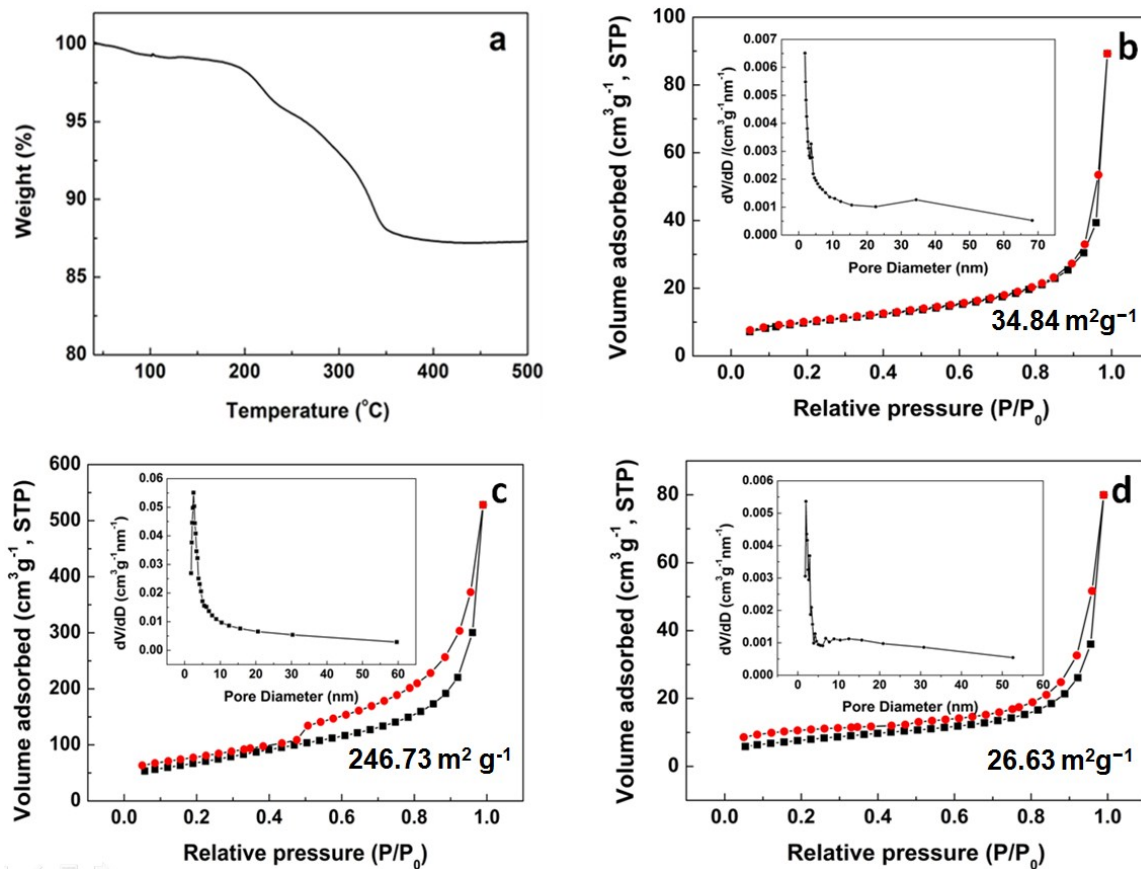 a
Weight (%)
100
95
90
85
80
100
200
300
400
500
Temperature (°C)
b
Volume adsorbed (cm³g⁻¹, STP)
100
80
60
40
20
0
0.0
0.2
0.4
0.6
0.8
1.0
Relative pressure (P/P₀)
34.84 m²g⁻¹
dV/dD /(cm³g⁻¹nm⁻¹)
0.007
0.006
0.005
0.004
0.003
0.002
0.001
0.000
0 10 20 30 40 50 60 70
Pore Diameter (nm)
c
Volume adsorbed (cm³g⁻¹, STP)
600
500
400
300
200
100
0
0.0
0.2
0.4
0.6
0.8
1.0
Relative pressure (P/P₀)
246.73 m² g⁻¹
dV/dD (cm³g⁻¹nm⁻¹)
0.06
0.05
0.04
0.03
0.02
0.01
0.00
0 10 20 30 40 50 60
Pore Diameter (nm)
d
Volume adsorbed (cm³g⁻¹, STP)
80
60
40
20
0
0.0
0.2
0.4
0.6
0.8
1.0
Relative pressure (P/P₀)
26.63 m²g⁻¹
dV/dD (cm³g⁻¹nm⁻¹)
0.006
0.005
0.004
0.003
0.002
0.001
0.000
0 10 20 30 40 50 60
Pore Diameter (nm)